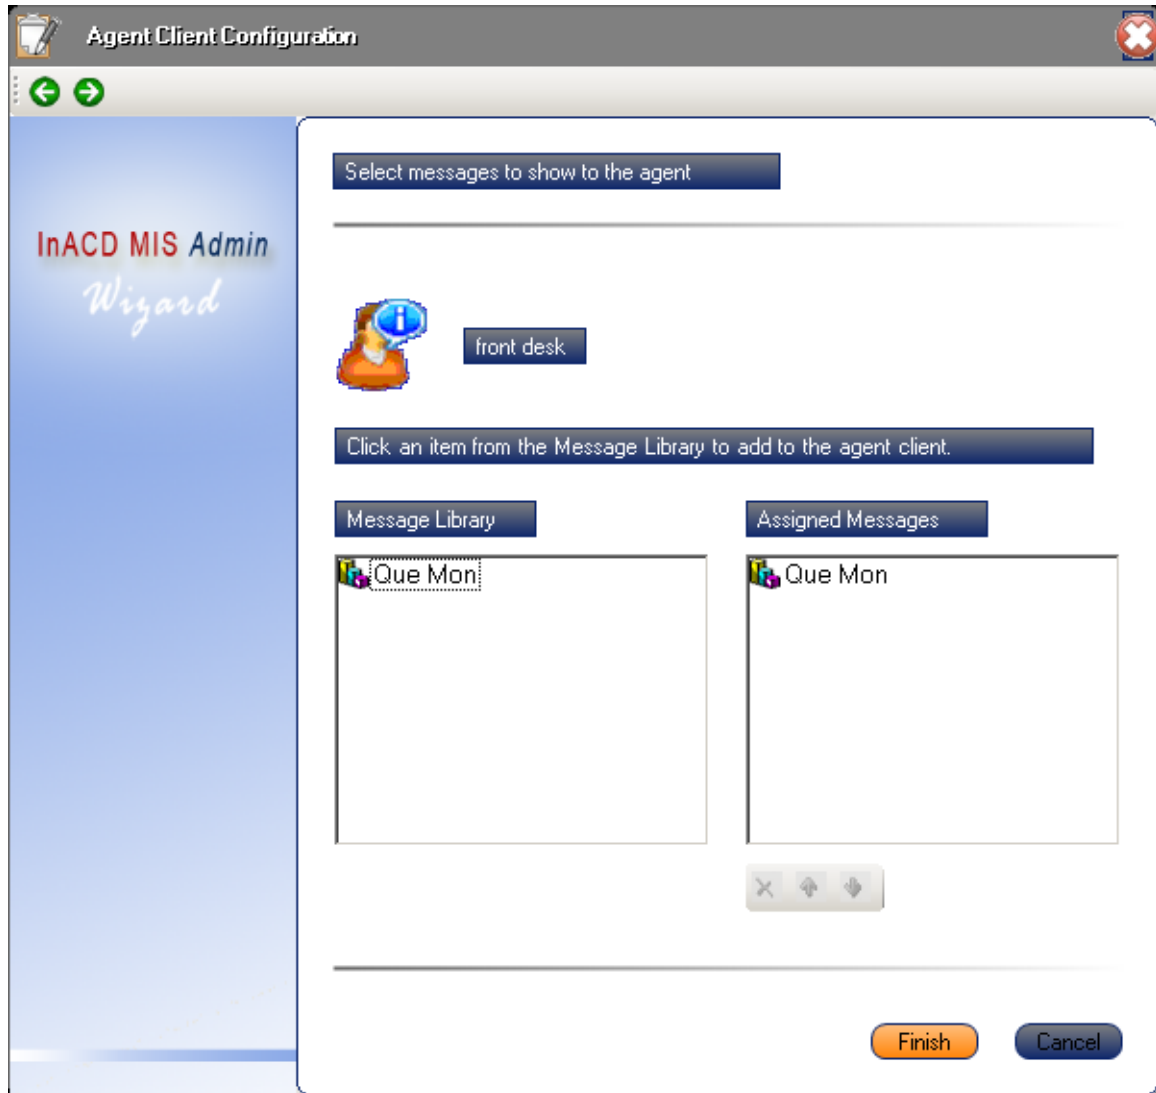 Agent Client Configuration
InACD MIS Admin
Wizard
Select messages to show to the agent
front desk
Click an item from the Message Library to add to the agent client.
Message Library
Assigned Messages
Que Mon
Que Mon
Finish
Cancel